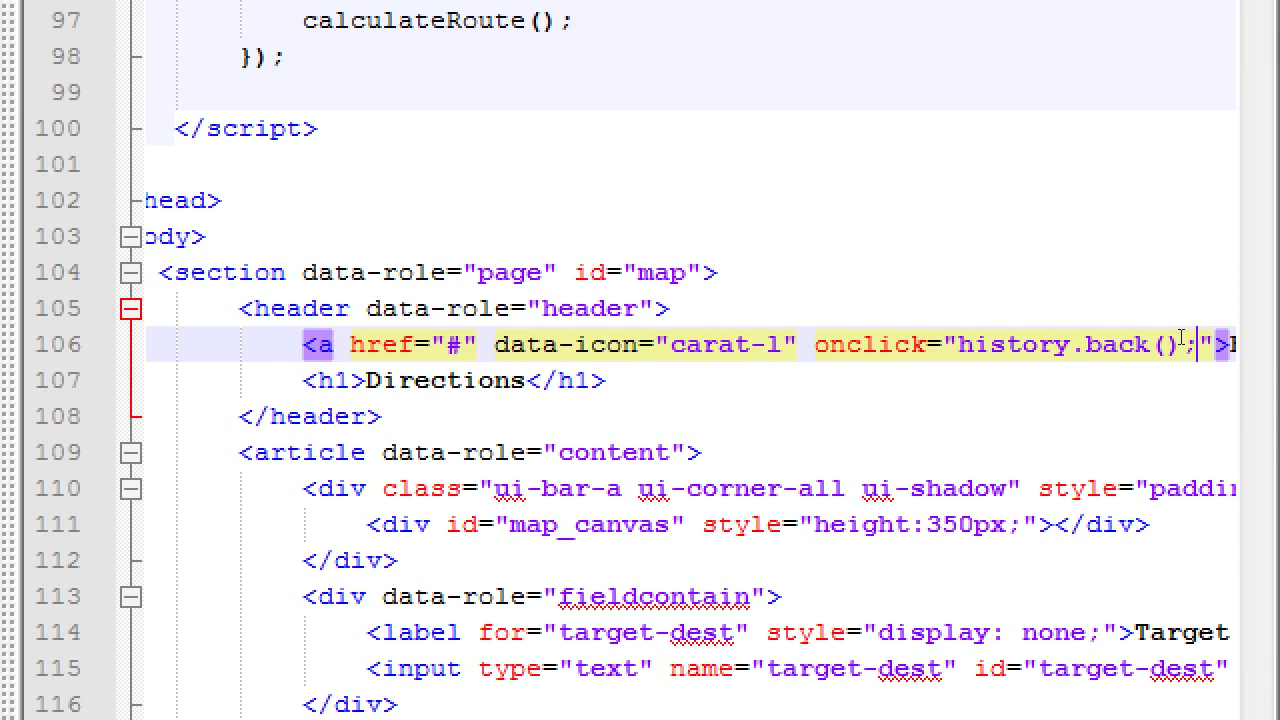 97 calculateRoute();
98 });
99
100 </script>
101
102 head>
103 ody>
104 <section data-role="page" id="map">
105 <header data-role="header">
106 <a href="#" data-icon="carat-l" onclick="history.back();">
107 <h1>Directions</h1>
108 </header>
109 <article data-role="content">
110 <div class="ui-bar-a ui-corner-all ui-shadow" style="paddin
111 <div id="map_canvas" style="height:350px;"></div>
112 </div>
113 <div data-role="fieldcontain">
114 <label for="target-dest" style="display: none;">Target
115 <input type="text" name="target-dest" id="target-dest"
116 </div>